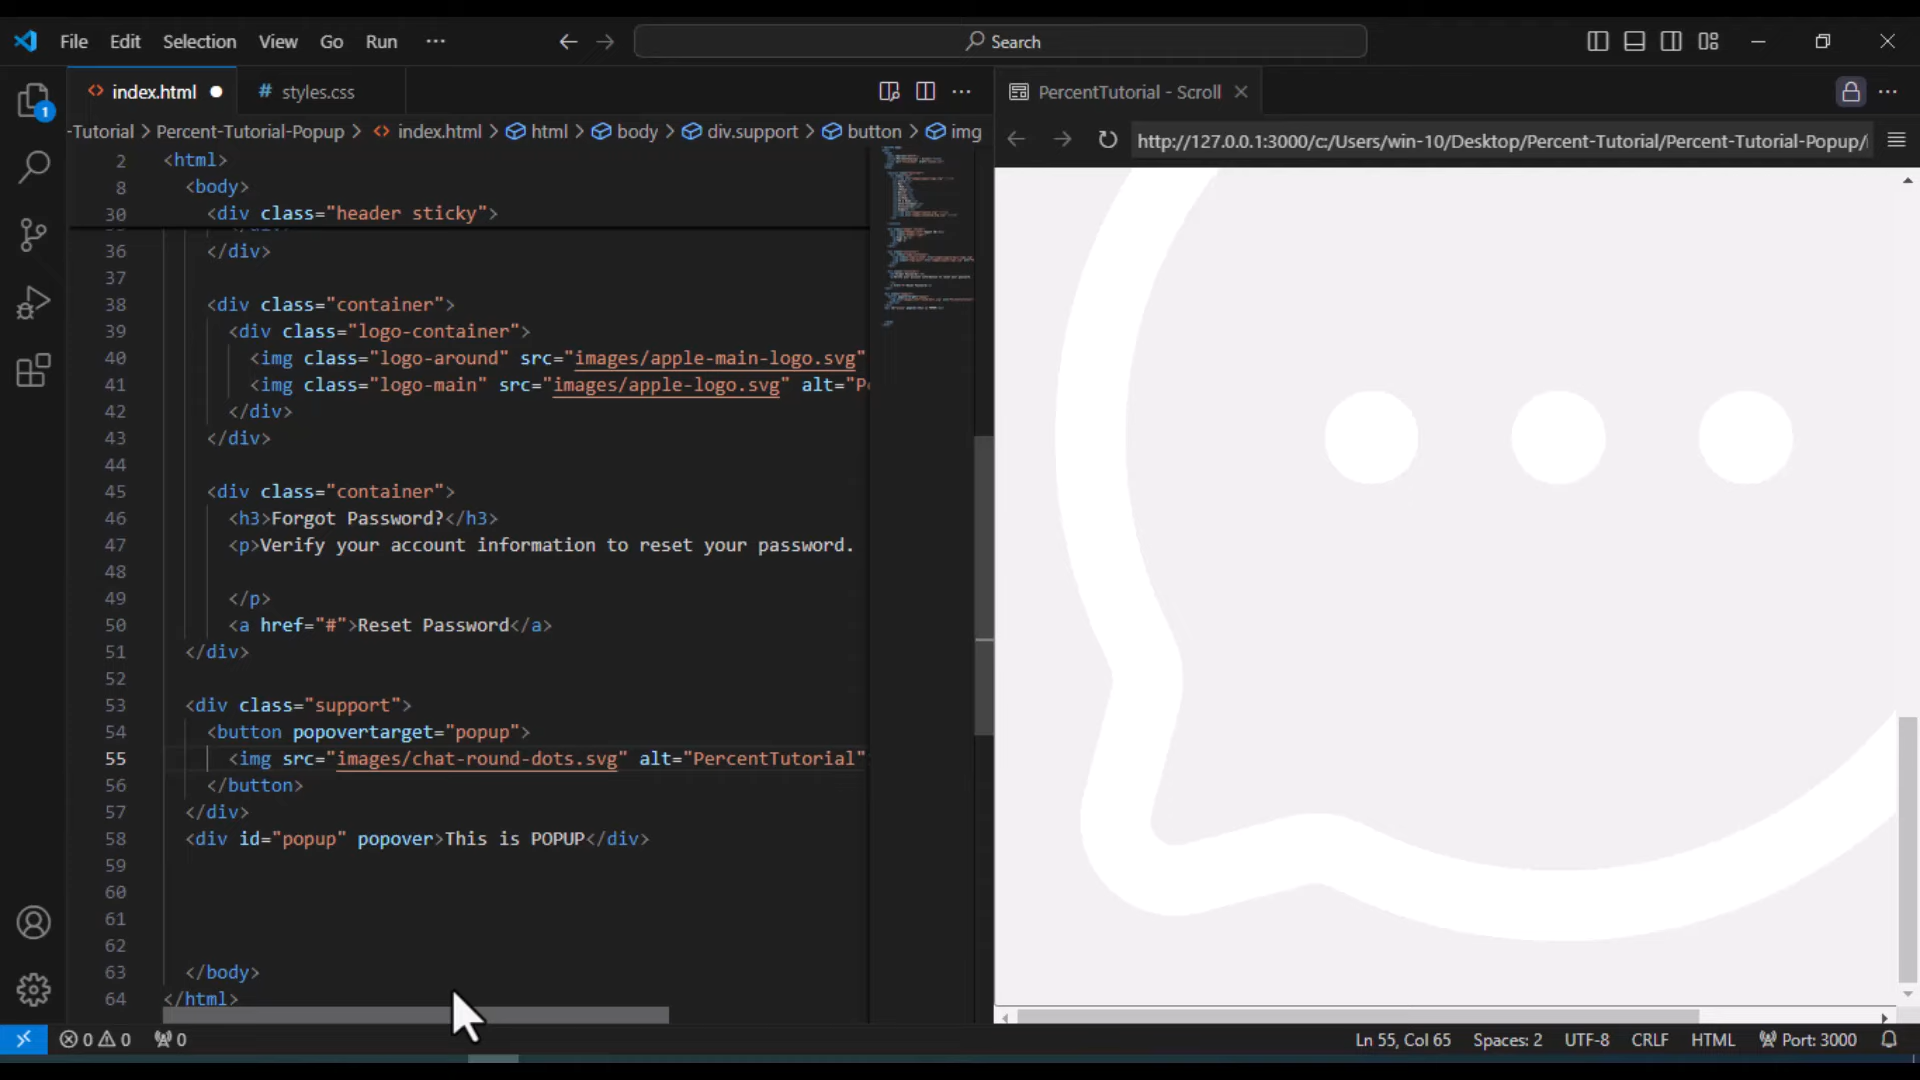 File Edit Selection View Go Run ··· Search
index.html styles.css PercentTutorial - Scroll
-Tutorial > Percent-Tutorial-Popup > index.html > html > body > div.support > button > img
http://127.0.0.1:3000/c:/Users/win-10/Desktop/Percent-Tutorial/Percent-Tutorial-Popup/
1
2 <html>
8 <body>
30 <div class="header sticky">
36 </div>
37
38 <div class="container">
39 <div class="logo-container">
40 <img class="logo-around" src="images/apple-main-logo.svg"
41 <img class="logo-main" src="images/apple-logo.svg" alt="P
42 </div>
43 </div>
44
45 <div class="container">
46 <h3>Forgot Password?</h3>
47 <p>Verify your account information to reset your password.
48
49 </p>
50 <a href="#">Reset Password</a>
51 </div>
52
53 <div class="support">
54 <button popovertarget="popup">
55 <img src="images/chat-round-dots.svg" alt="PercentTutorial"
56 </button>
57 </div>
58 <div id="popup" popover>This is POPUP</div>
59
60
61
62
63 </body>
64 </html>
0 0 0 Ln 55, Col 65 Spaces: 2 UTF-8 CRLF HTML Port: 3000